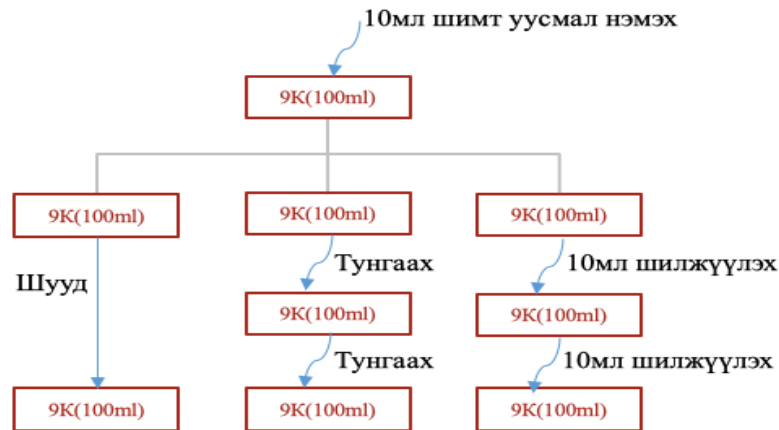 10мл шимт уусмал нэмэх
9K(100ml)
9K(100ml)
9K(100ml)
9K(100ml)
Шууд
Тунгаах
10мл шилжүүлэх
9K(100ml)
9K(100ml)
Тунгаах
10мл шилжүүлэх
9K(100ml)
9K(100ml)
9K(100ml)